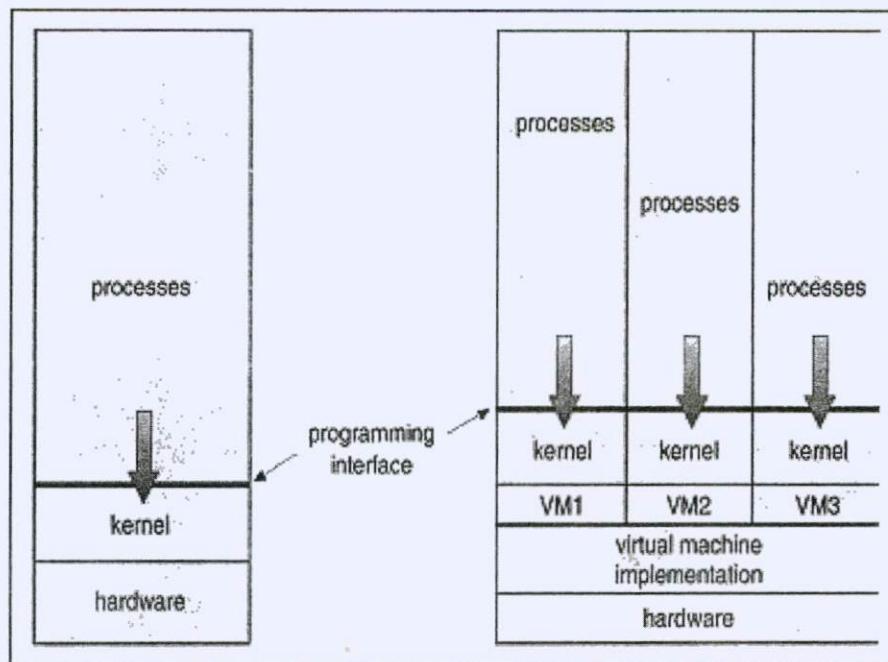 processes
kernel
hardware
programming
interface
processes
processes
processes
kernel
kernel
kernel
VM1
VM2
VM3
virtual machine
implementation
hardware